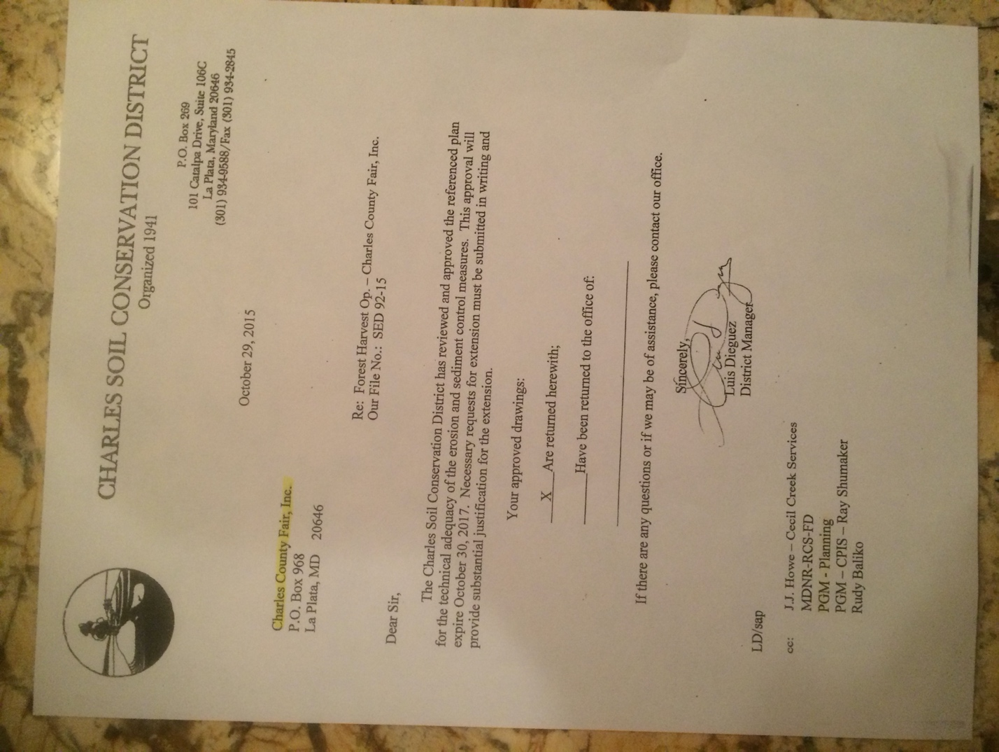 CHARLES SOIL CONSERVATION DISTRICT
Organized 1941
P.O. Box 269
101 Catalpa Drive, Suite 106C
La Plata, Maryland 20646
(301) 934-9588/Fax (301) 934-2845
October 29, 2015
Charles County Fair, Inc.
P.O. Box 968
La Plata, MD 20646
Re: Forest Harvest Op. – Charles County Fair, Inc.
Our File No.: SED 92-15
Dear Sir,
The Charles Soil Conservation District has reviewed and approved the referenced plan
for the technical adequacy of the erosion and sediment control measures. This approval will
expire October 30, 2017. Necessary requests for extension must be submitted in writing and
provide substantial justification for the extension.
Your approved drawings:
__X__Are returned herewith;
_____Have been returned to the office of:
If there are any questions or if we may be of assistance, please contact our office.
Sincerely,
Luis Dieguez
District Manager
LD/sap
cc: J.J. Howe – Cecil Creek Services
MDNR-RCS-FD
PGM - Planning
PGM – CPIS – Ray Shumaker
Rudy Baliko